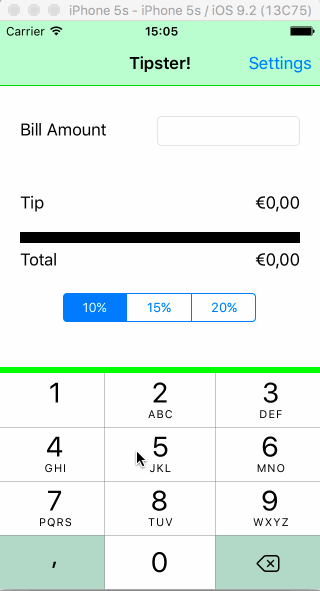 iPhone 5s - iPhone 5s / iOS 9.2 (13C75)
Carrier 15:05
Tipster! Settings
Bill Amount
Tip €0,00
Total €0,00
10% 15% 20%
1 2 3
ABC DEF
4 5 6
GHI JKL MNO
7 8 9
PQRS TUV WXYZ
, 0